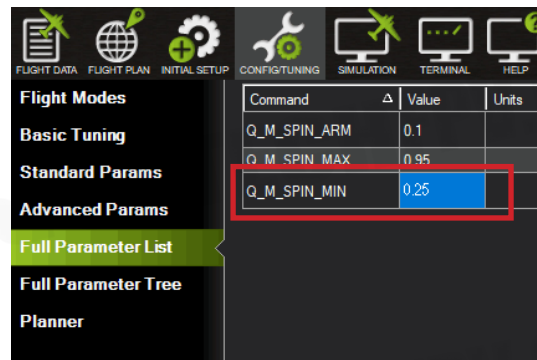 FLIGHT DATA FLIGHT PLAN INITIAL SETUP CONFIG/TUNING SIMULATION TERMINAL HELP
Flight Modes
Basic Tuning
Standard Params
Advanced Params
Full Parameter List
Full Parameter Tree
Planner
Command Value Units
Q_M_SPIN_ARM 0.1
Q_M_SPIN_MAX 0.95
Q_M_SPIN_MIN 0.25